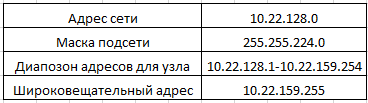 Адрес сети 10.22.128.0
Маска подсети 255.255.224.0
Диапозон адресов для узла 10.22.128.1-10.22.159.254
Широковещательный адрес 10.22.159.255